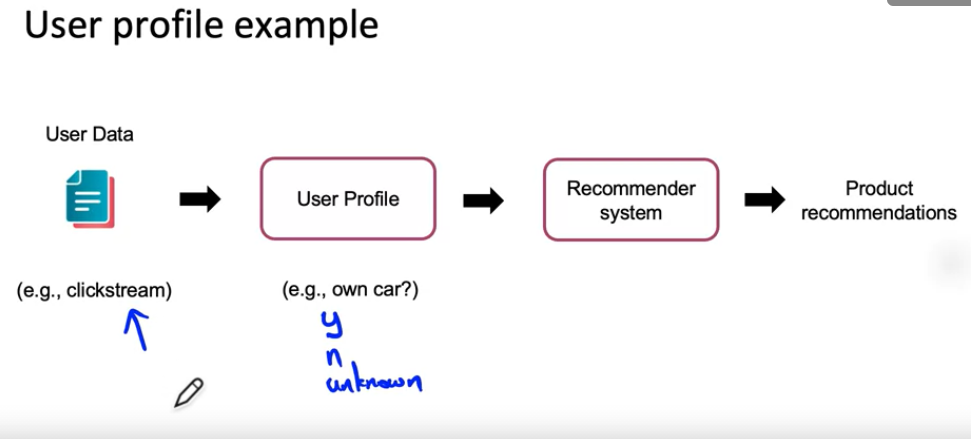 User profile example
User Data
User Profile
Recommender
system
Product
recommendations
(e.g., clickstream)
(e.g., own car?)
y
n
unknown